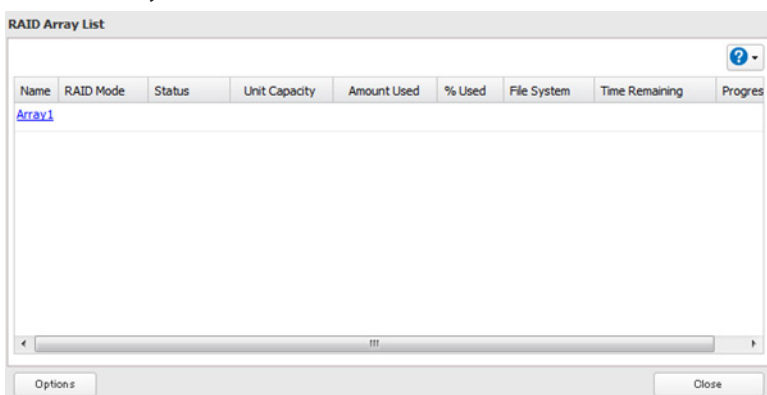 RAID Array List
?
Name RAID Mode Status Unit Capacity Amount Used % Used File System Time Remaining Progres
Array1
Options Close